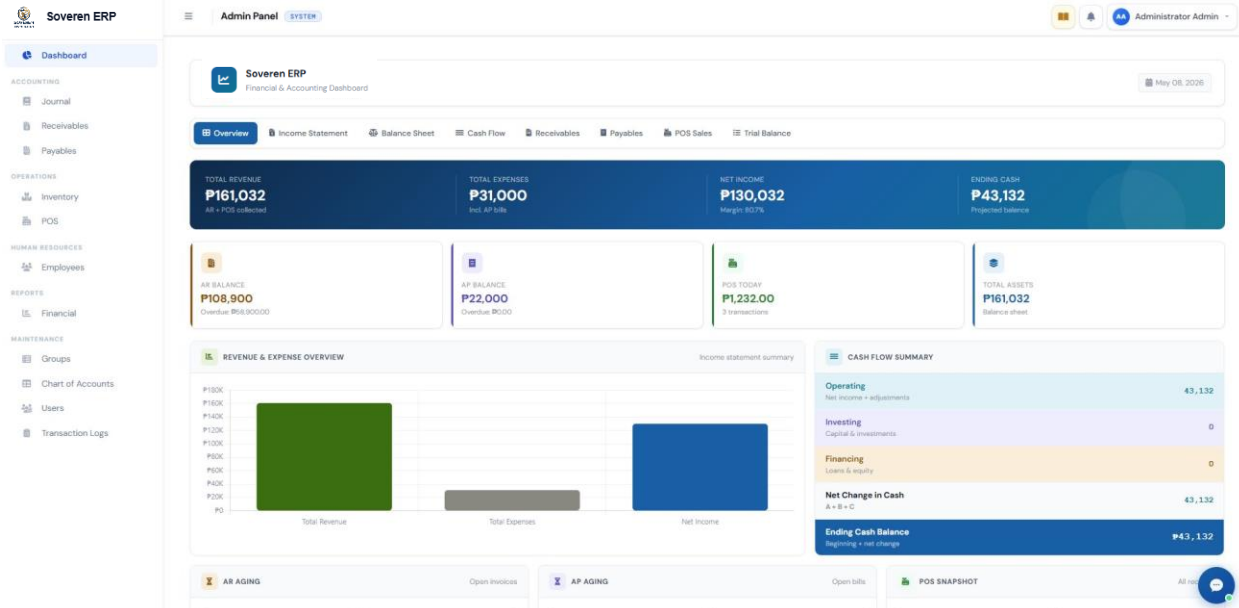 Soveren ERP
Admin Panel SYSTEM
AA Administrator Admin
Dashboard
ACCOUNTING
Journal
Receivables
Payables
OPERATIONS
Inventory
POS
HUMAN RESOURCES
Employees
REPORTS
Financial
MAINTENANCE
Groups
Chart of Accounts
Users
Transaction Logs
Soveren ERP
Financial & Accounting Dashboard
May 08, 2026
Overview Income Statement Balance Sheet Cash Flow Receivables Payables POS Sales Trial Balance
TOTAL REVENUE
₱161,032
AR + POS collected
TOTAL EXPENSES
₱31,000
Incl. AP bills
NET INCOME
₱130,032
Margin: 80.7%
ENDING CASH
₱43,132
Projected balance
AR BALANCE
₱108,900
Overdue: ₱58,900.00
AP BALANCE
₱22,000
Overdue: ₱0.00
POS TODAY
₱1,232.00
3 transactions
TOTAL ASSETS
₱161,032
Balance sheet
REVENUE & EXPENSE OVERVIEW
Income statement summary
₱180K
₱160K
₱140K
₱120K
₱100K
₱80K
₱60K
₱40K
₱20K
₱0
Total Revenue Total Expenses Net Income
CASH FLOW SUMMARY
Operating
Net income + adjustments
43,132
Investing
Capital & investments
0
Financing
Loans & equity
0
Net Change in Cash
A + B + C
43,132
Ending Cash Balance
Beginning + net change
₱43,132
AR AGING
Open invoices
AP AGING
Open bills
POS SNAPSHOT
All